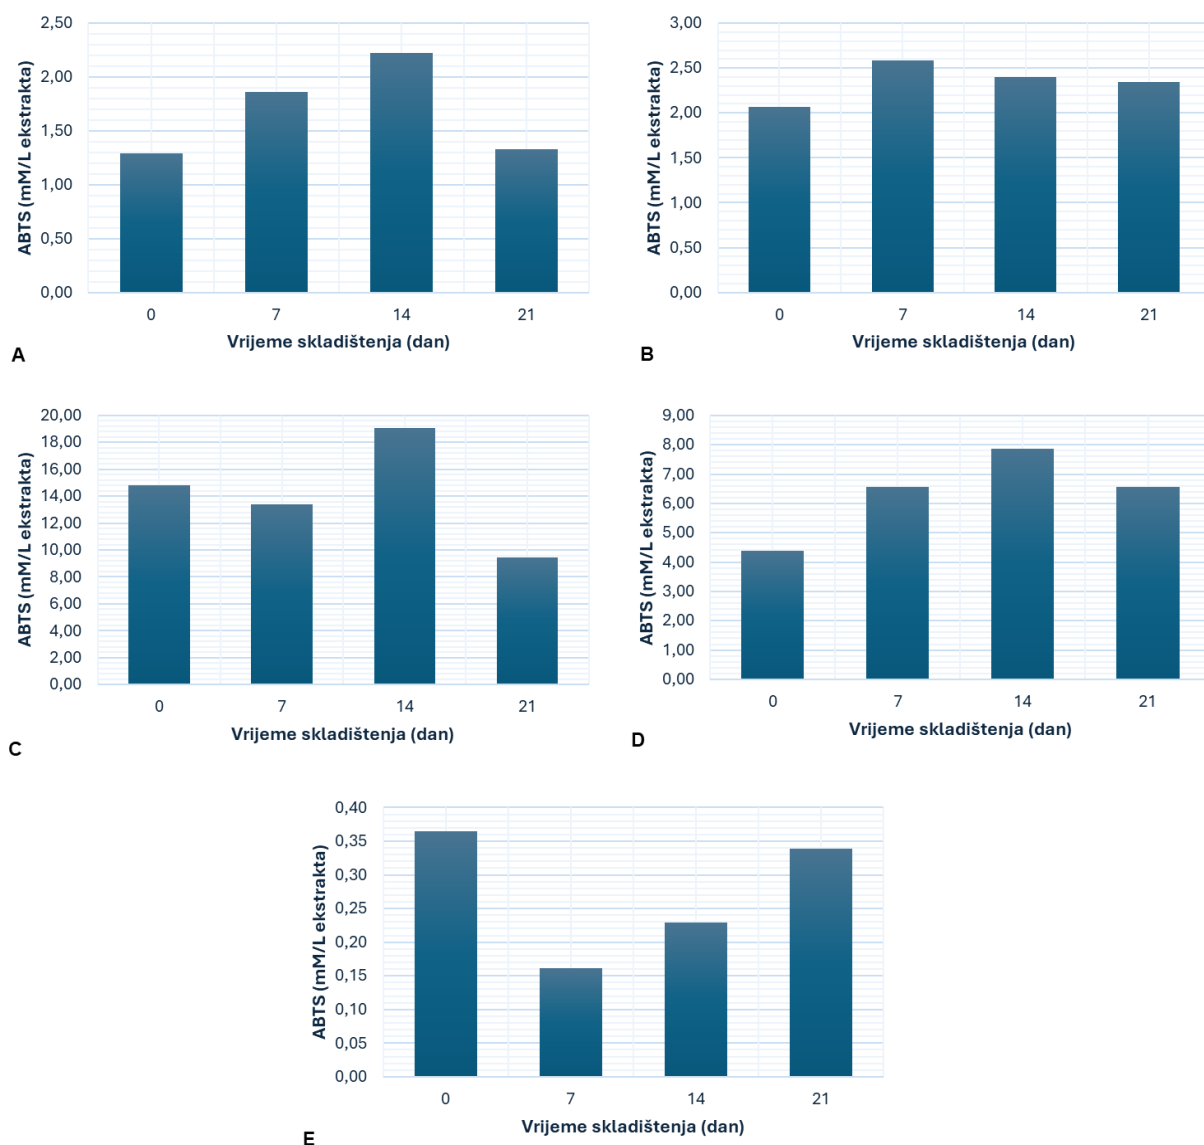 2,50
2,00
1,50
1,00
0,50
0,00
ABTS (mM/L ekstrakta)
0 7 14 21
Vrijeme skladištenja (dan)
A
3,00
2,50
2,00
1,50
1,00
0,50
0,00
ABTS (mM/L ekstrakta)
0 7 14 21
Vrijeme skladištenja (dan)
B
20,00
18,00
16,00
14,00
12,00
10,00
8,00
6,00
4,00
2,00
0,00
ABTS (mM/L ekstrakta)
0 7 14 21
Vrijeme skladištenja (dan)
C
9,00
8,00
7,00
6,00
5,00
4,00
3,00
2,00
1,00
0,00
ABTS (mM/L ekstrakta)
0 7 14 21
Vrijeme skladištenja (dan)
D
0,40
0,35
0,30
0,25
0,20
0,15
0,10
0,05
0,00
ABTS (mM/L ekstrakta)
0 7 14 21
Vrijeme skladištenja (dan)
E